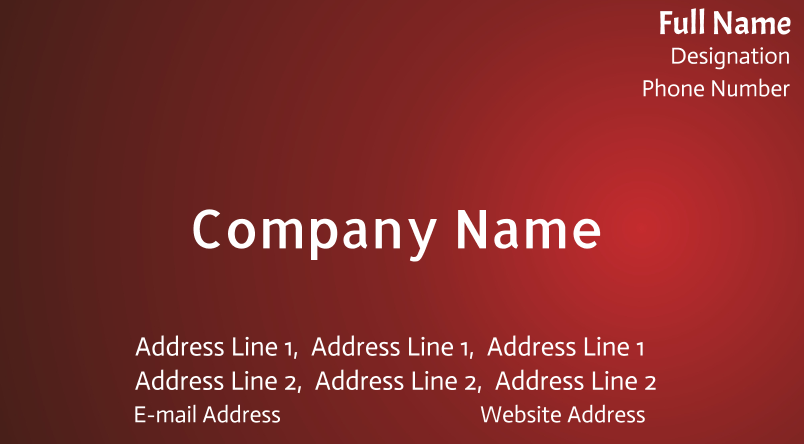 Full Name
Designation
Phone Number
Company Name
Address Line 1, Address Line 1, Address Line 1
Address Line 2, Address Line 2, Address Line 2
E-mail Address Website Address